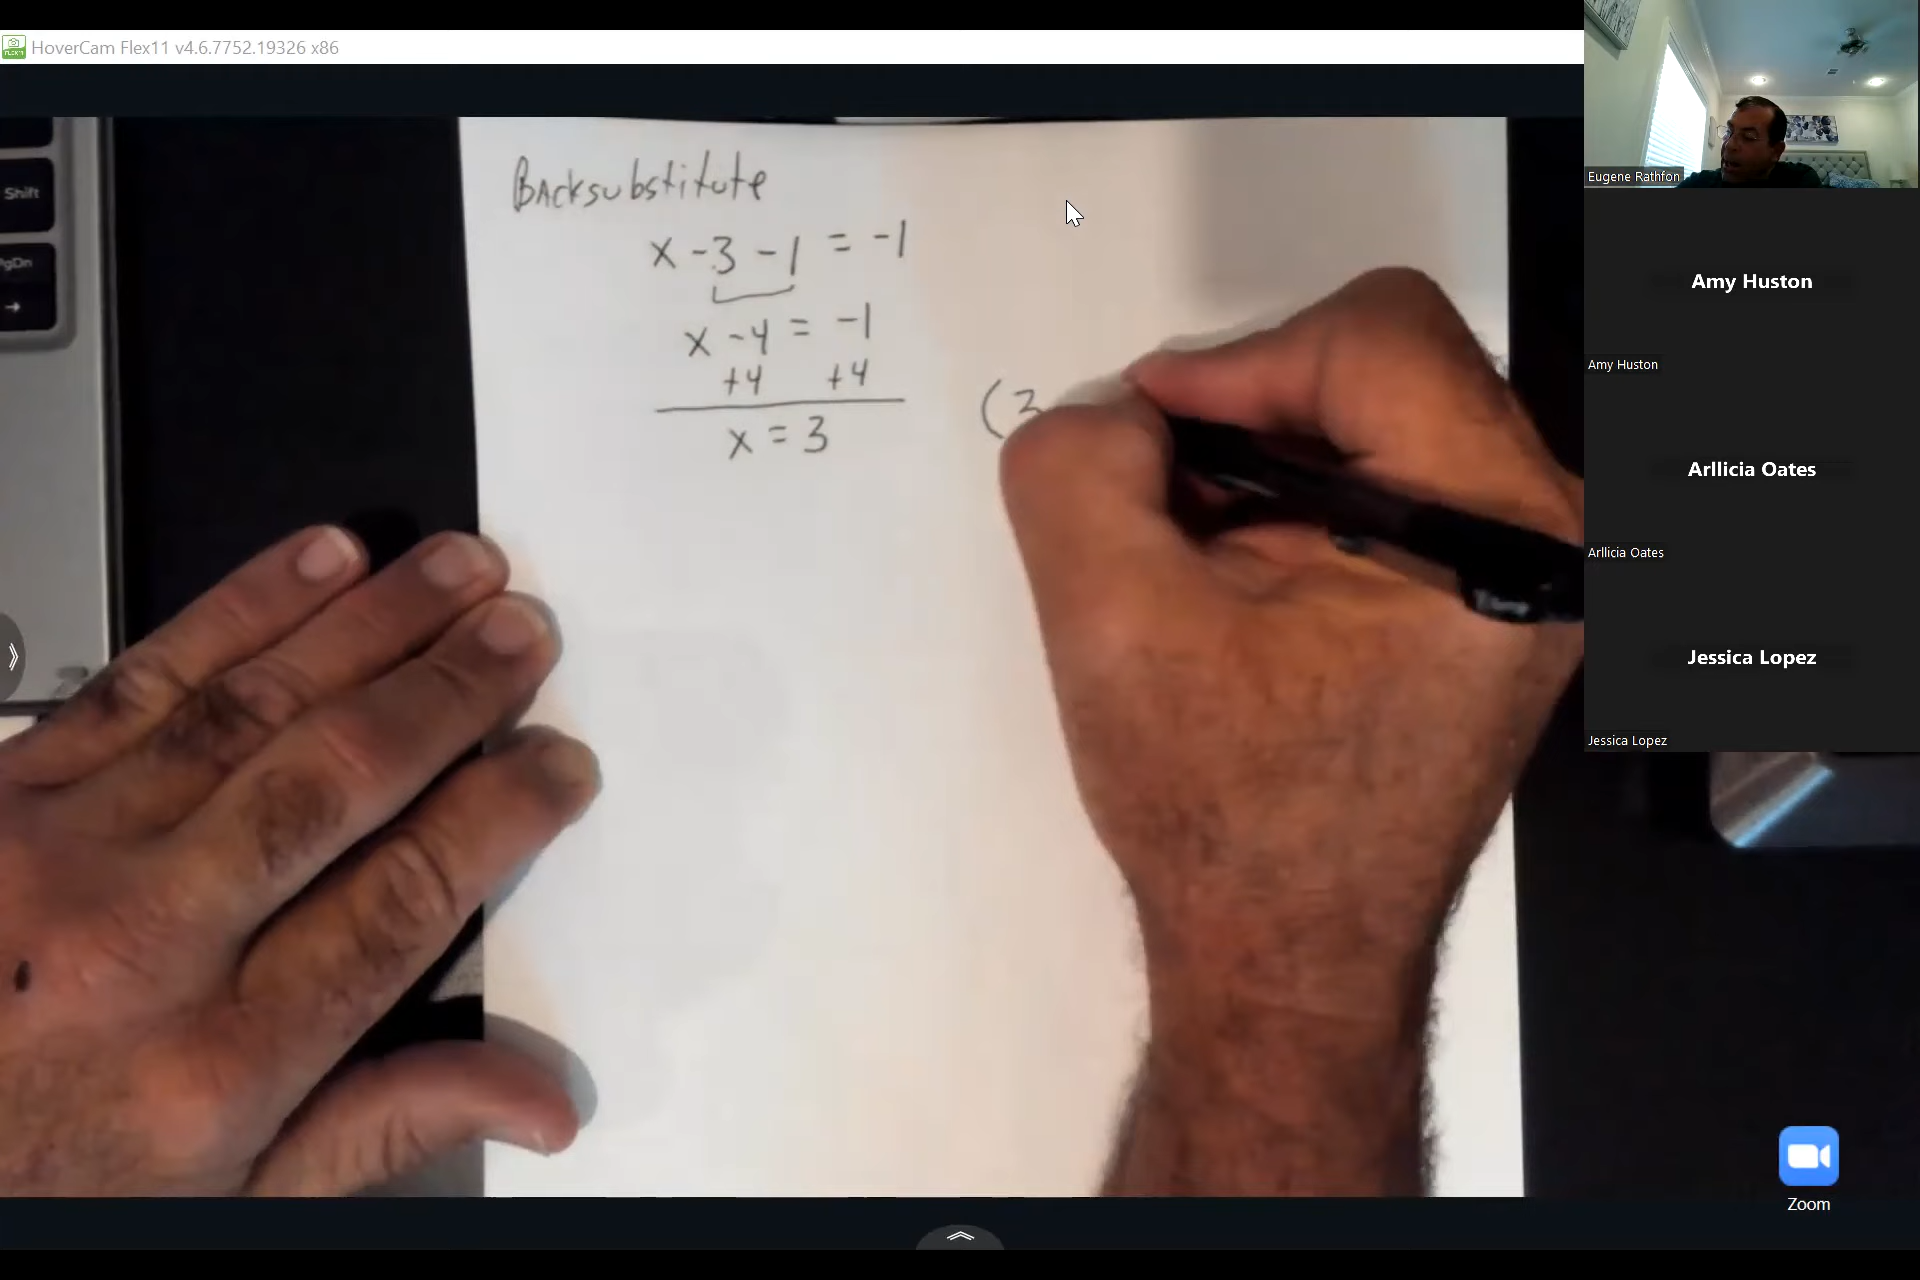 HoverCam Flex11 v4.6.7752.19326 x86
Shift
PgDn
Backsubstitute
x - 3 - 1 = -1
x - 4 = -1
+4 +4
x = 3
(3
Eugene Rathfon
Amy Huston
Amy Huston
Arllicia Oates
Arllicia Oates
Jessica Lopez
Jessica Lopez
Zoom